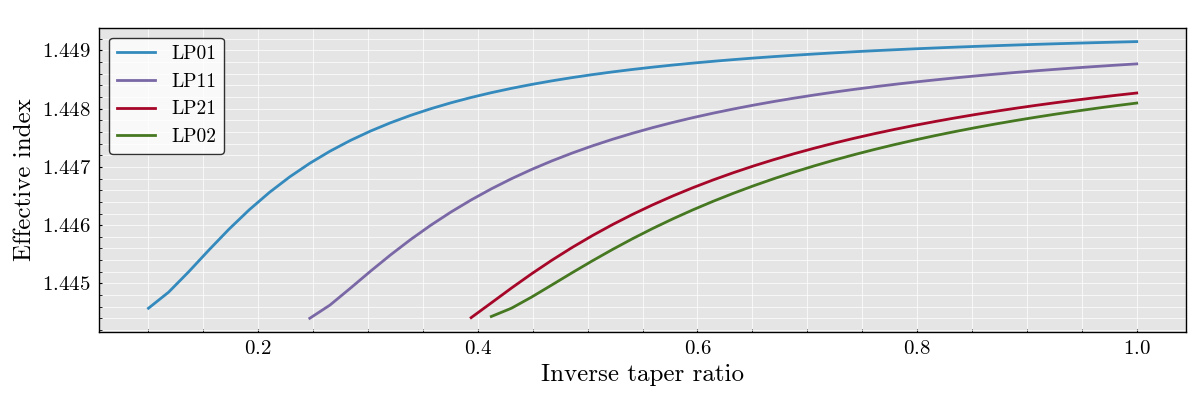 LP01
LP11
LP21
LP02
Effective index
1.449
1.448
1.447
1.446
1.445
0.2 0.4 0.6 0.8 1.0
Inverse taper ratio